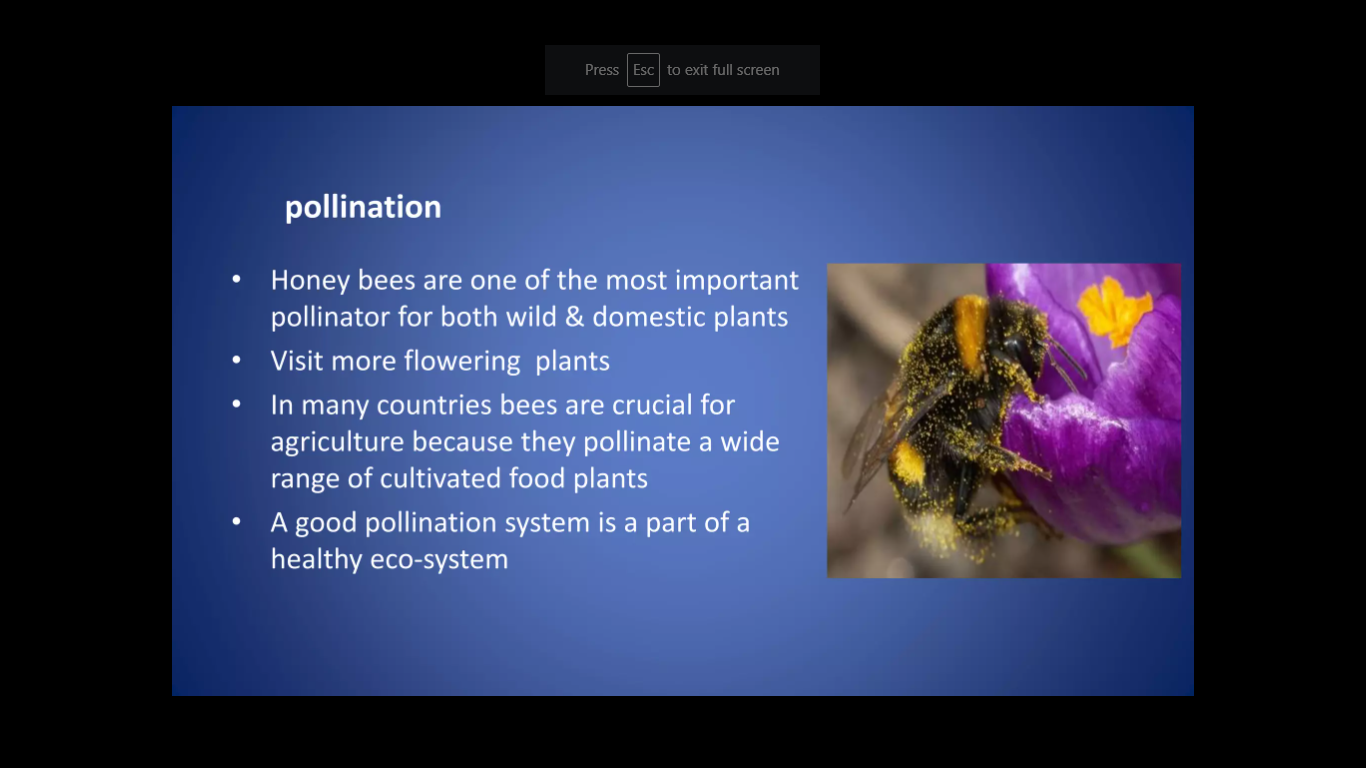 Press Esc to exit full screen
pollination
• Honey bees are one of the most important
pollinator for both wild & domestic plants
• Visit more flowering  plants
• In many countries bees are crucial for
agriculture because they pollinate a wide
range of cultivated food plants
• A good pollination system is a part of a
healthy eco-system